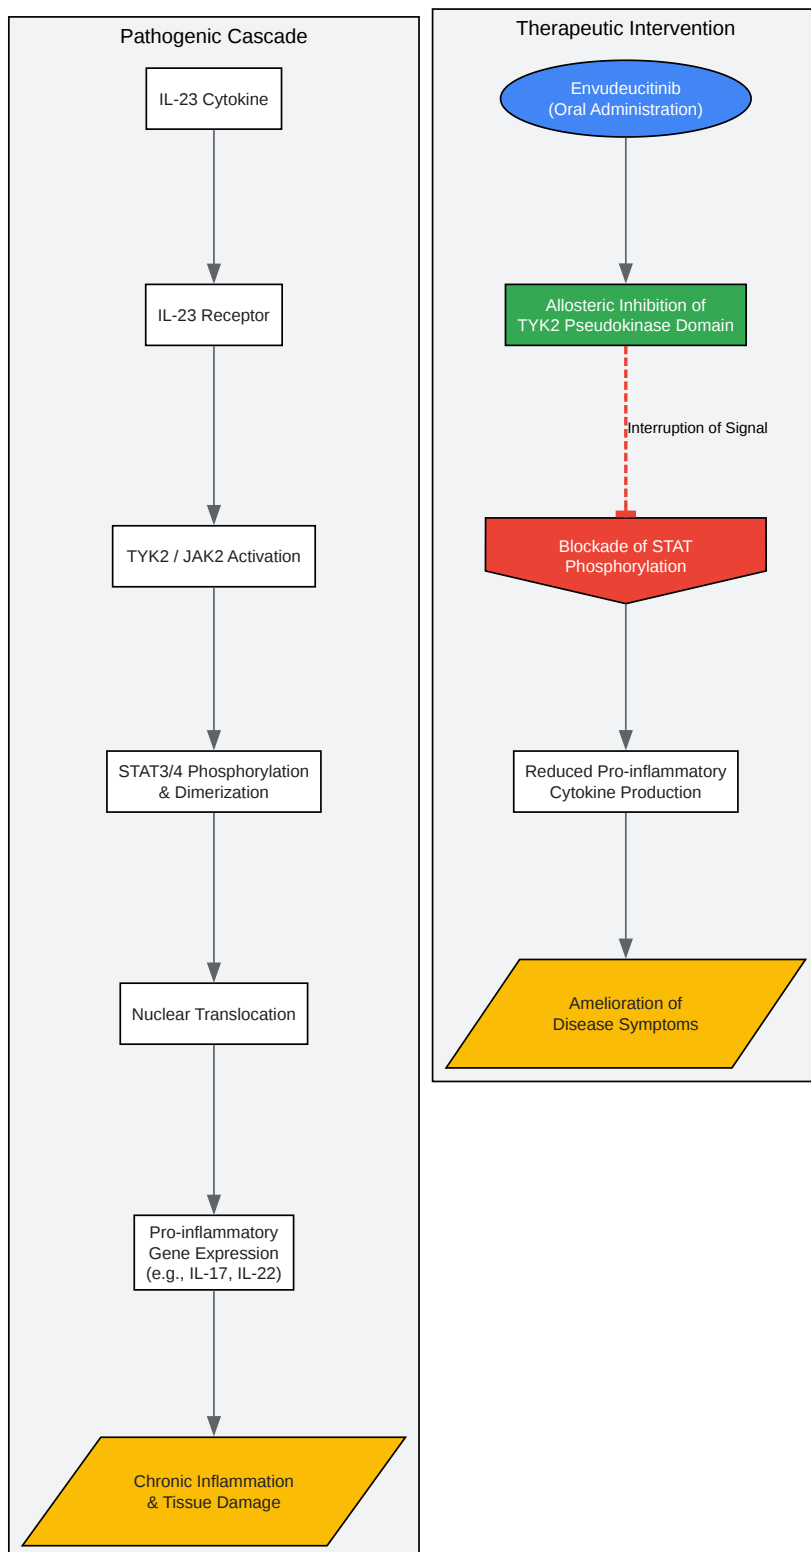 Pathogenic Cascade
IL-23 Cytokine
IL-23 Receptor
TYK2 / JAK2 Activation
STAT3/4 Phosphorylation
& Dimerization
Nuclear Translocation
Pro-inflammatory
Gene Expression
(e.g., IL-17, IL-22)
Chronic Inflammation
& Tissue Damage
Therapeutic Intervention
Envudeucitinib
(Oral Administration)
Allosteric Inhibition of
TYK2 Pseudokinase Domain
Interruption of Signal
Blockade of STAT
Phosphorylation
Reduced Pro-inflammatory
Cytokine Production
Amelioration of
Disease Symptoms